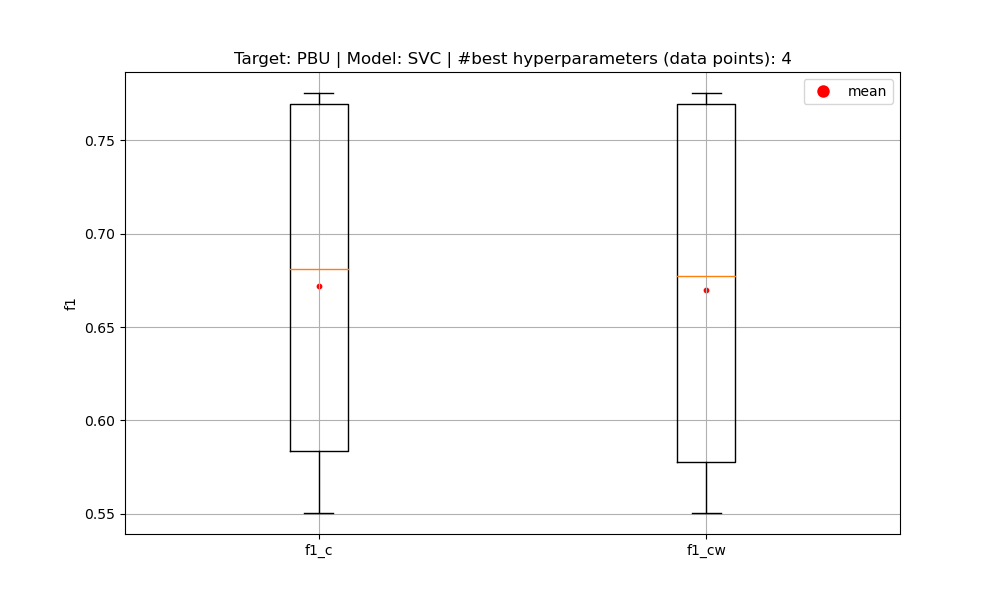 Target: PBU | Model: SVC | #best hyperparameters (data points): 4
mean
0.75
0.70
0.65
0.60
0.55
f1
f1_c
f1_cw